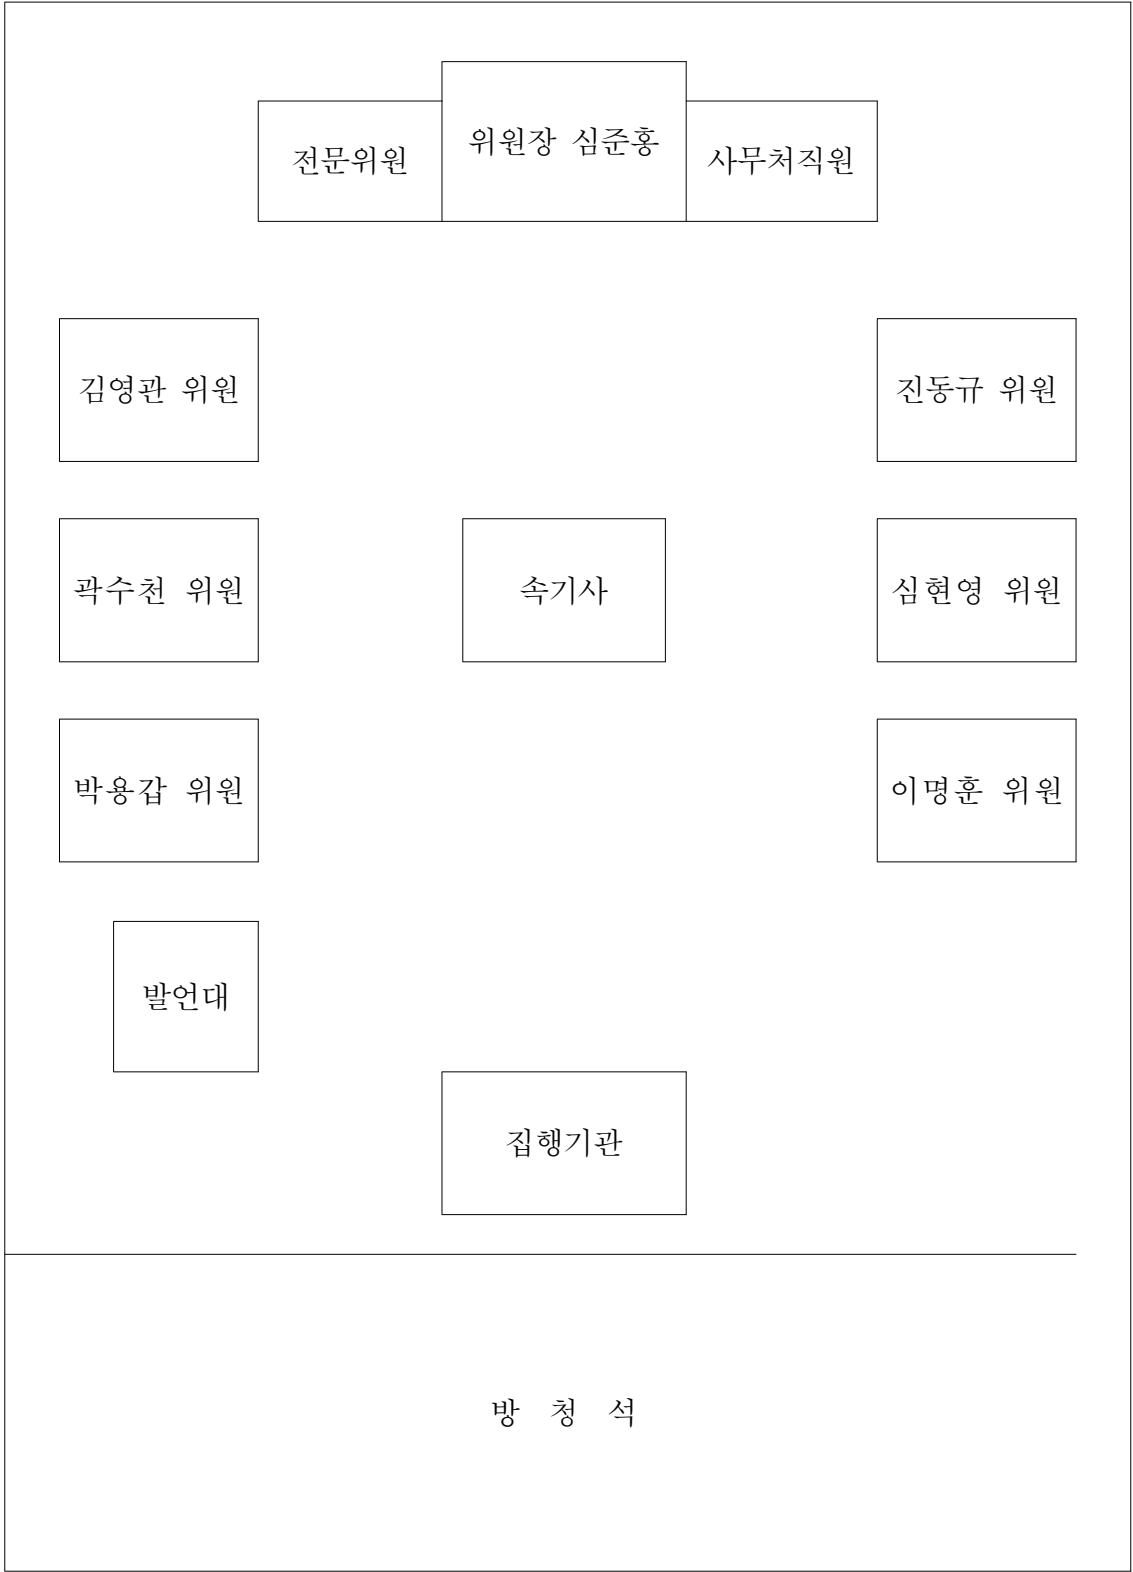 전문위원
위원장 심준홍
사무처직원
김영관 위원
진동규 위원
곽수천 위원
속기사
심현영 위원
박용갑 위원
이명훈 위원
발언대
집행기관
방 청 석